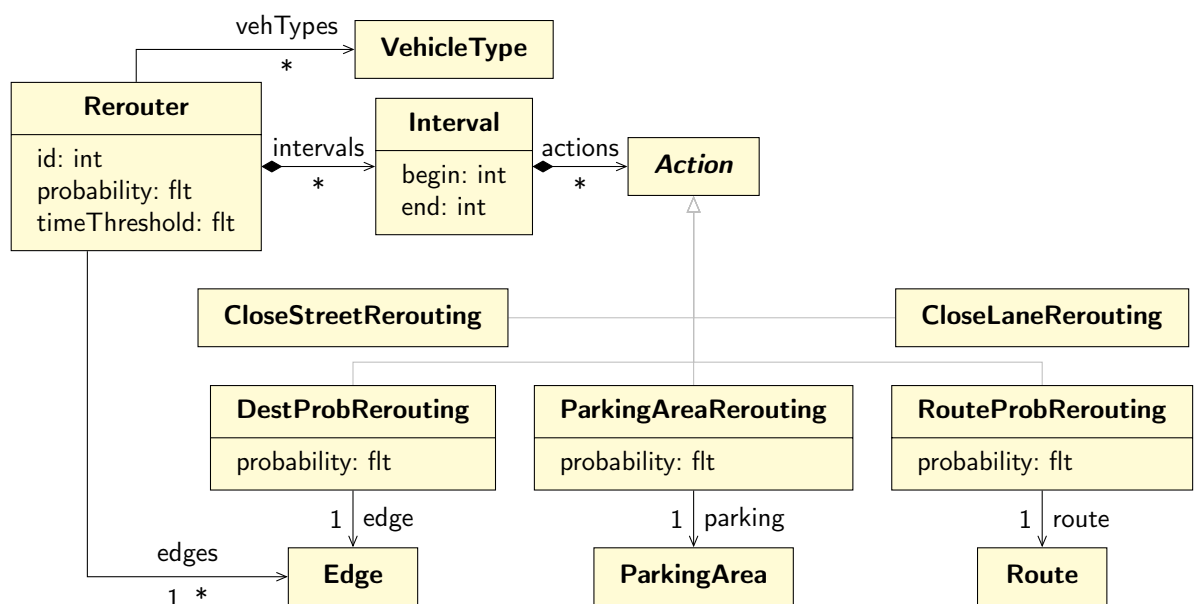 vehTypes
*
VehicleType
Rerouter
id: int
probability: flt
timeThreshold: flt
intervals
*
Interval
begin: int
end: int
actions
*
Action
CloseStreetRerouting
CloseLaneRerouting
DestProbRerouting
probability: flt
ParkingAreaRerouting
probability: flt
RouteProbRerouting
probability: flt
1 edge
1 parking
1 route
edges
1 *
Edge
ParkingArea
Route